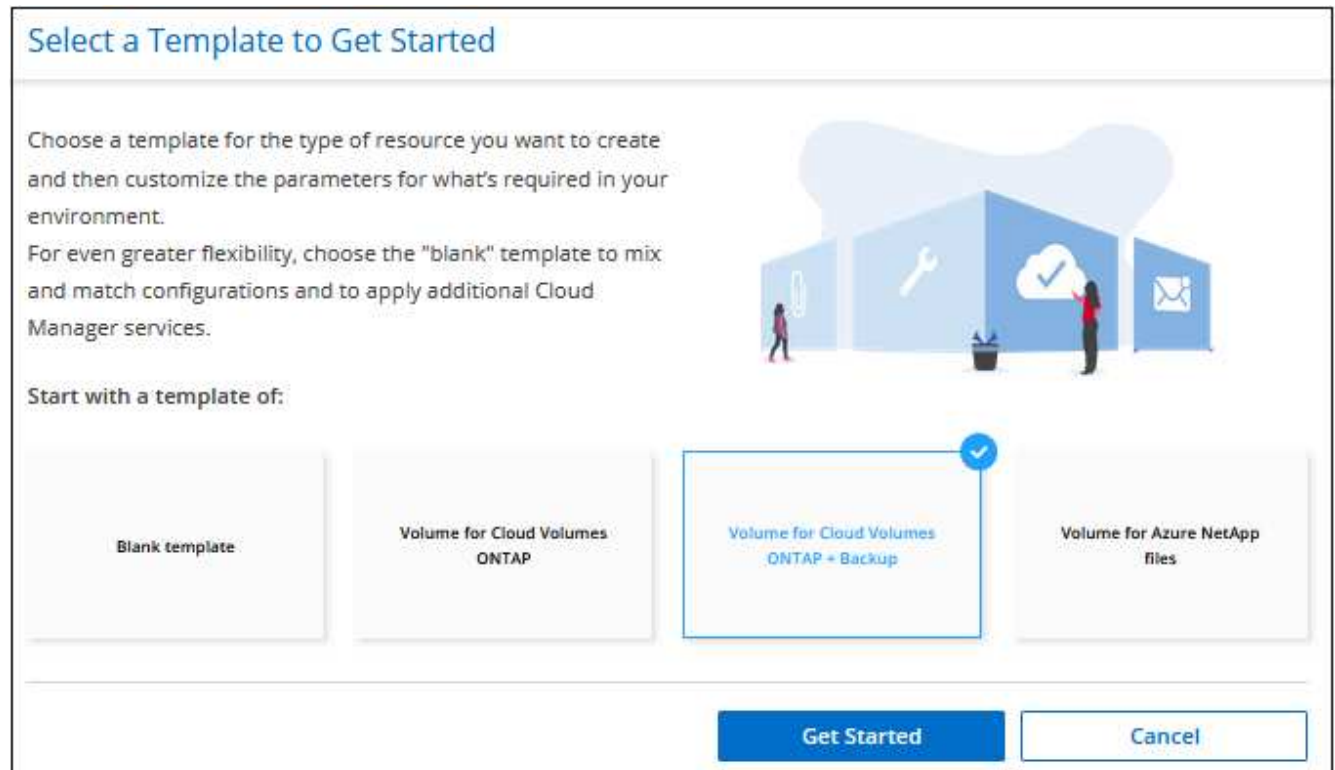 Select a Template to Get Started
Choose a template for the type of resource you want to create
and then customize the parameters for what's required in your
environment.
For even greater flexibility, choose the "blank" template to mix
and match configurations and to apply additional Cloud
Manager services.
Start with a template of:
Blank template
Volume for Cloud Volumes
ONTAP
Volume for Cloud Volumes
ONTAP + Backup
Volume for Azure NetApp
files
Get Started
Cancel